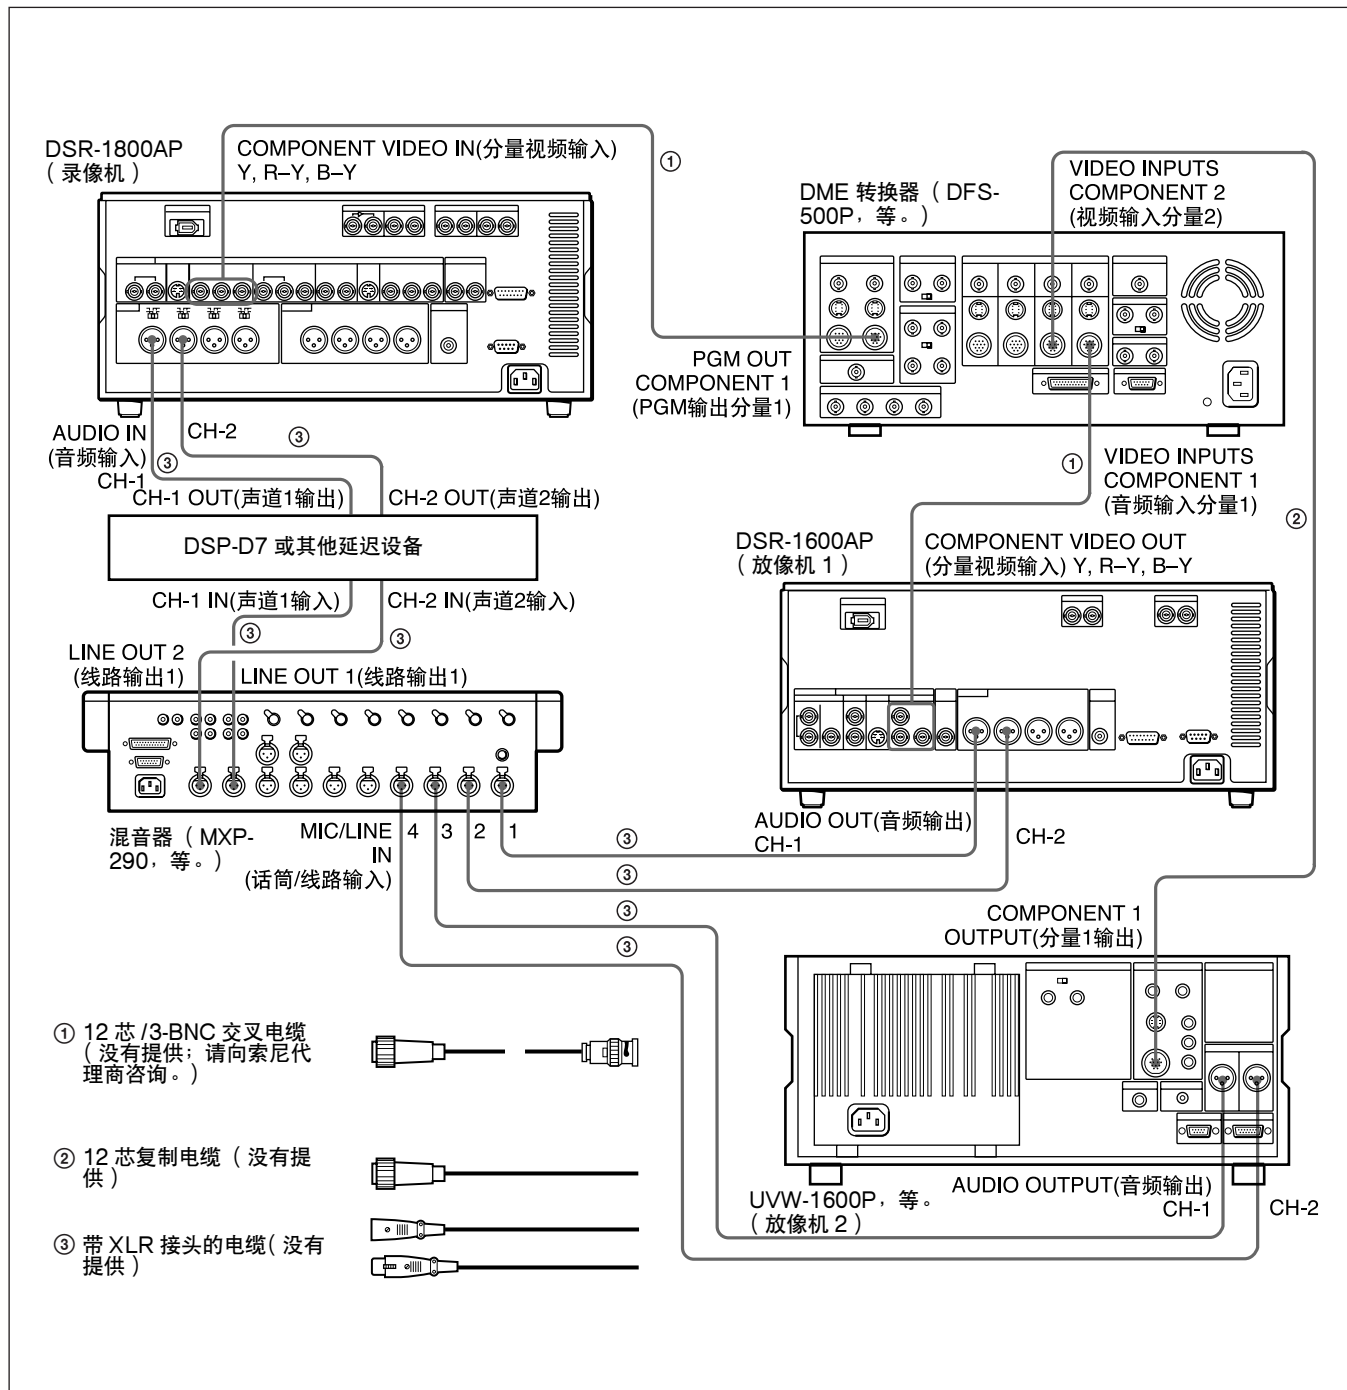 DSR-1800AP
（录像机）
COMPONENT VIDEO IN(分量视频输入)
Y, R–Y, B–Y
①
DME 转换器（DFS-
500P，等。）
VIDEO INPUTS
COMPONENT 2
(视频输入分量2)
PGM OUT
COMPONENT 1
(PGM输出分量1)
AUDIO IN
(音频输入)
CH-1
③
CH-2
③
CH-1 OUT(声道1输出)
CH-2 OUT(声道2输出)
①
VIDEO INPUTS
COMPONENT 1
(音频输入分量1)
②
DSP-D7 或其他延迟设备
DSR-1600AP
（放像机 1）
COMPONENT VIDEO OUT
(分量视频输入) Y, R–Y, B–Y
CH-1 IN(声道1输入)
CH-2 IN(声道2输入)
③
③
LINE OUT 2
(线路输出1)
LINE OUT 1(线路输出1)
混音器（MXP-
290，等。）
MIC/LINE
IN
(话筒/线路输入)
4
3
2
1
③
③
③
③
AUDIO OUT(音频输出)
CH-1
CH-2
COMPONENT 1
OUTPUT(分量1输出)
① 12 芯 /3-BNC 交叉电缆
（没有提供；请向索尼代
理商咨询。）
② 12 芯复制电缆（没有提
供）
③ 带 XLR 接头的电缆（没有
提供）
UVW-1600P，等。
（放像机 2）
AUDIO OUTPUT(音频输出)
CH-1
CH-2